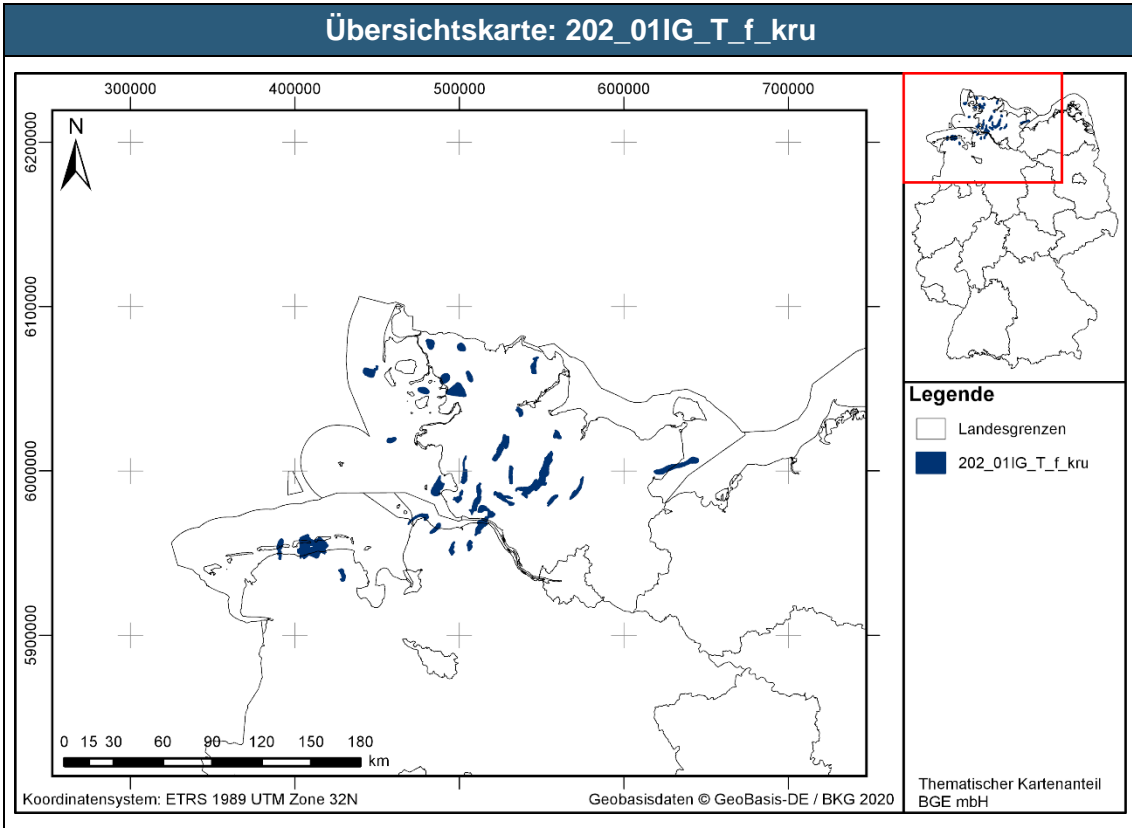 Übersichtskarte: 202_01IG_T_f_kru
300000 400000 500000 600000 700000
N
6200000
6100000
6000000
5900000
0 15 30 60 90 120 150 180
km
Koordinatensystem: ETRS 1989 UTM Zone 32N
Geobasisdaten © GeoBasis-DE / BKG 2020
Legende
Landesgrenzen
202_01IG_T_f_kru
Thematischer Kartenanteil
BGE mbH